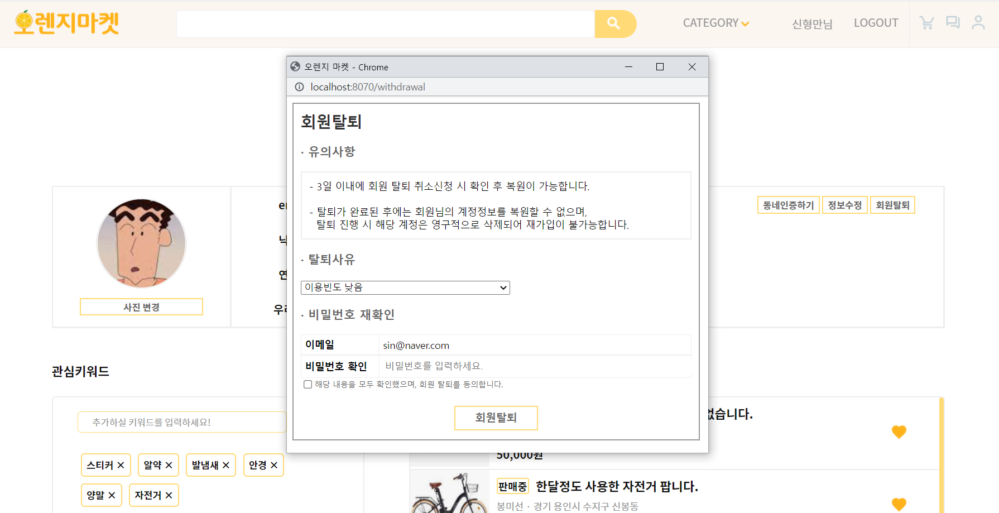 오렌지마켓
CATEGORY
신형만님
LOGOUT
오렌지 마켓 - Chrome
localhost:8070/withdrawal
회원탈퇴
· 유의사항
- 3일 이내에 회원 탈퇴 취소신청 시 확인 후 복원이 가능합니다.
- 탈퇴가 완료된 후에는 회원님의 계정정보를 복원할 수 없으며,
탈퇴 진행 시 해당 계정은 영구적으로 삭제되어 재가입이 불가능합니다.
· 탈퇴사유
이용빈도 낮음
· 비밀번호 재확인
이메일 sin@naver.com
비밀번호 확인 비밀번호를 입력하세요.
해당 내용을 모두 확인했으며, 회원 탈퇴를 동의합니다.
회원탈퇴
동네인증하기 정보수정 회원탈퇴
낙
연
사진 변경
관심키워드
추가하실 키워드를 입력하세요!
스티커 ✕ 알약 ✕ 발냄새 ✕ 안경 ✕
양말 ✕ 자전거 ✕
없습니다.
50,000원
판매중 한달정도 사용한 자전거 팝니다.
봉미선 · 경기 용인시 수지구 신봉동